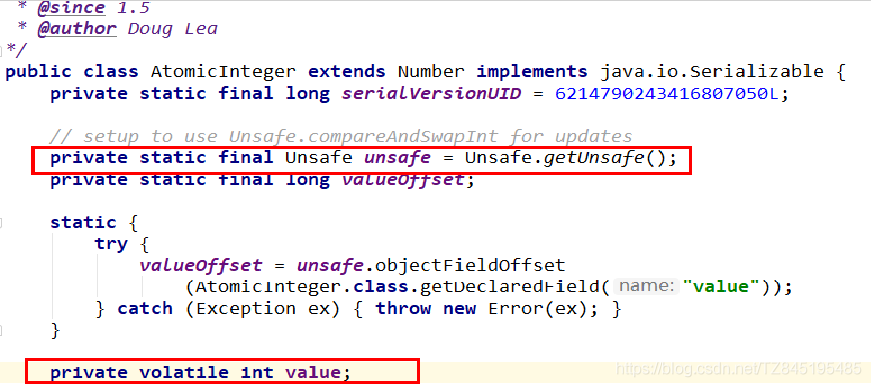 * @since 1.5
* @author Doug Lea
*/
public class AtomicInteger extends Number implements java.io.Serializable {
private static final long serialVersionUID = 6214790243416807050L;
// setup to use Unsafe.compareAndSwapInt for updates
private static final Unsafe unsafe = Unsafe.getUnsafe();
private static final long valueOffset;
static {
try {
valueOffset = unsafe.objectFieldOffset
(AtomicInteger.class.getDeclaredField( name: "value"));
} catch (Exception ex) { throw new Error(ex); }
}
private volatile int value;
https://blog.csdn.net/TZ845195485